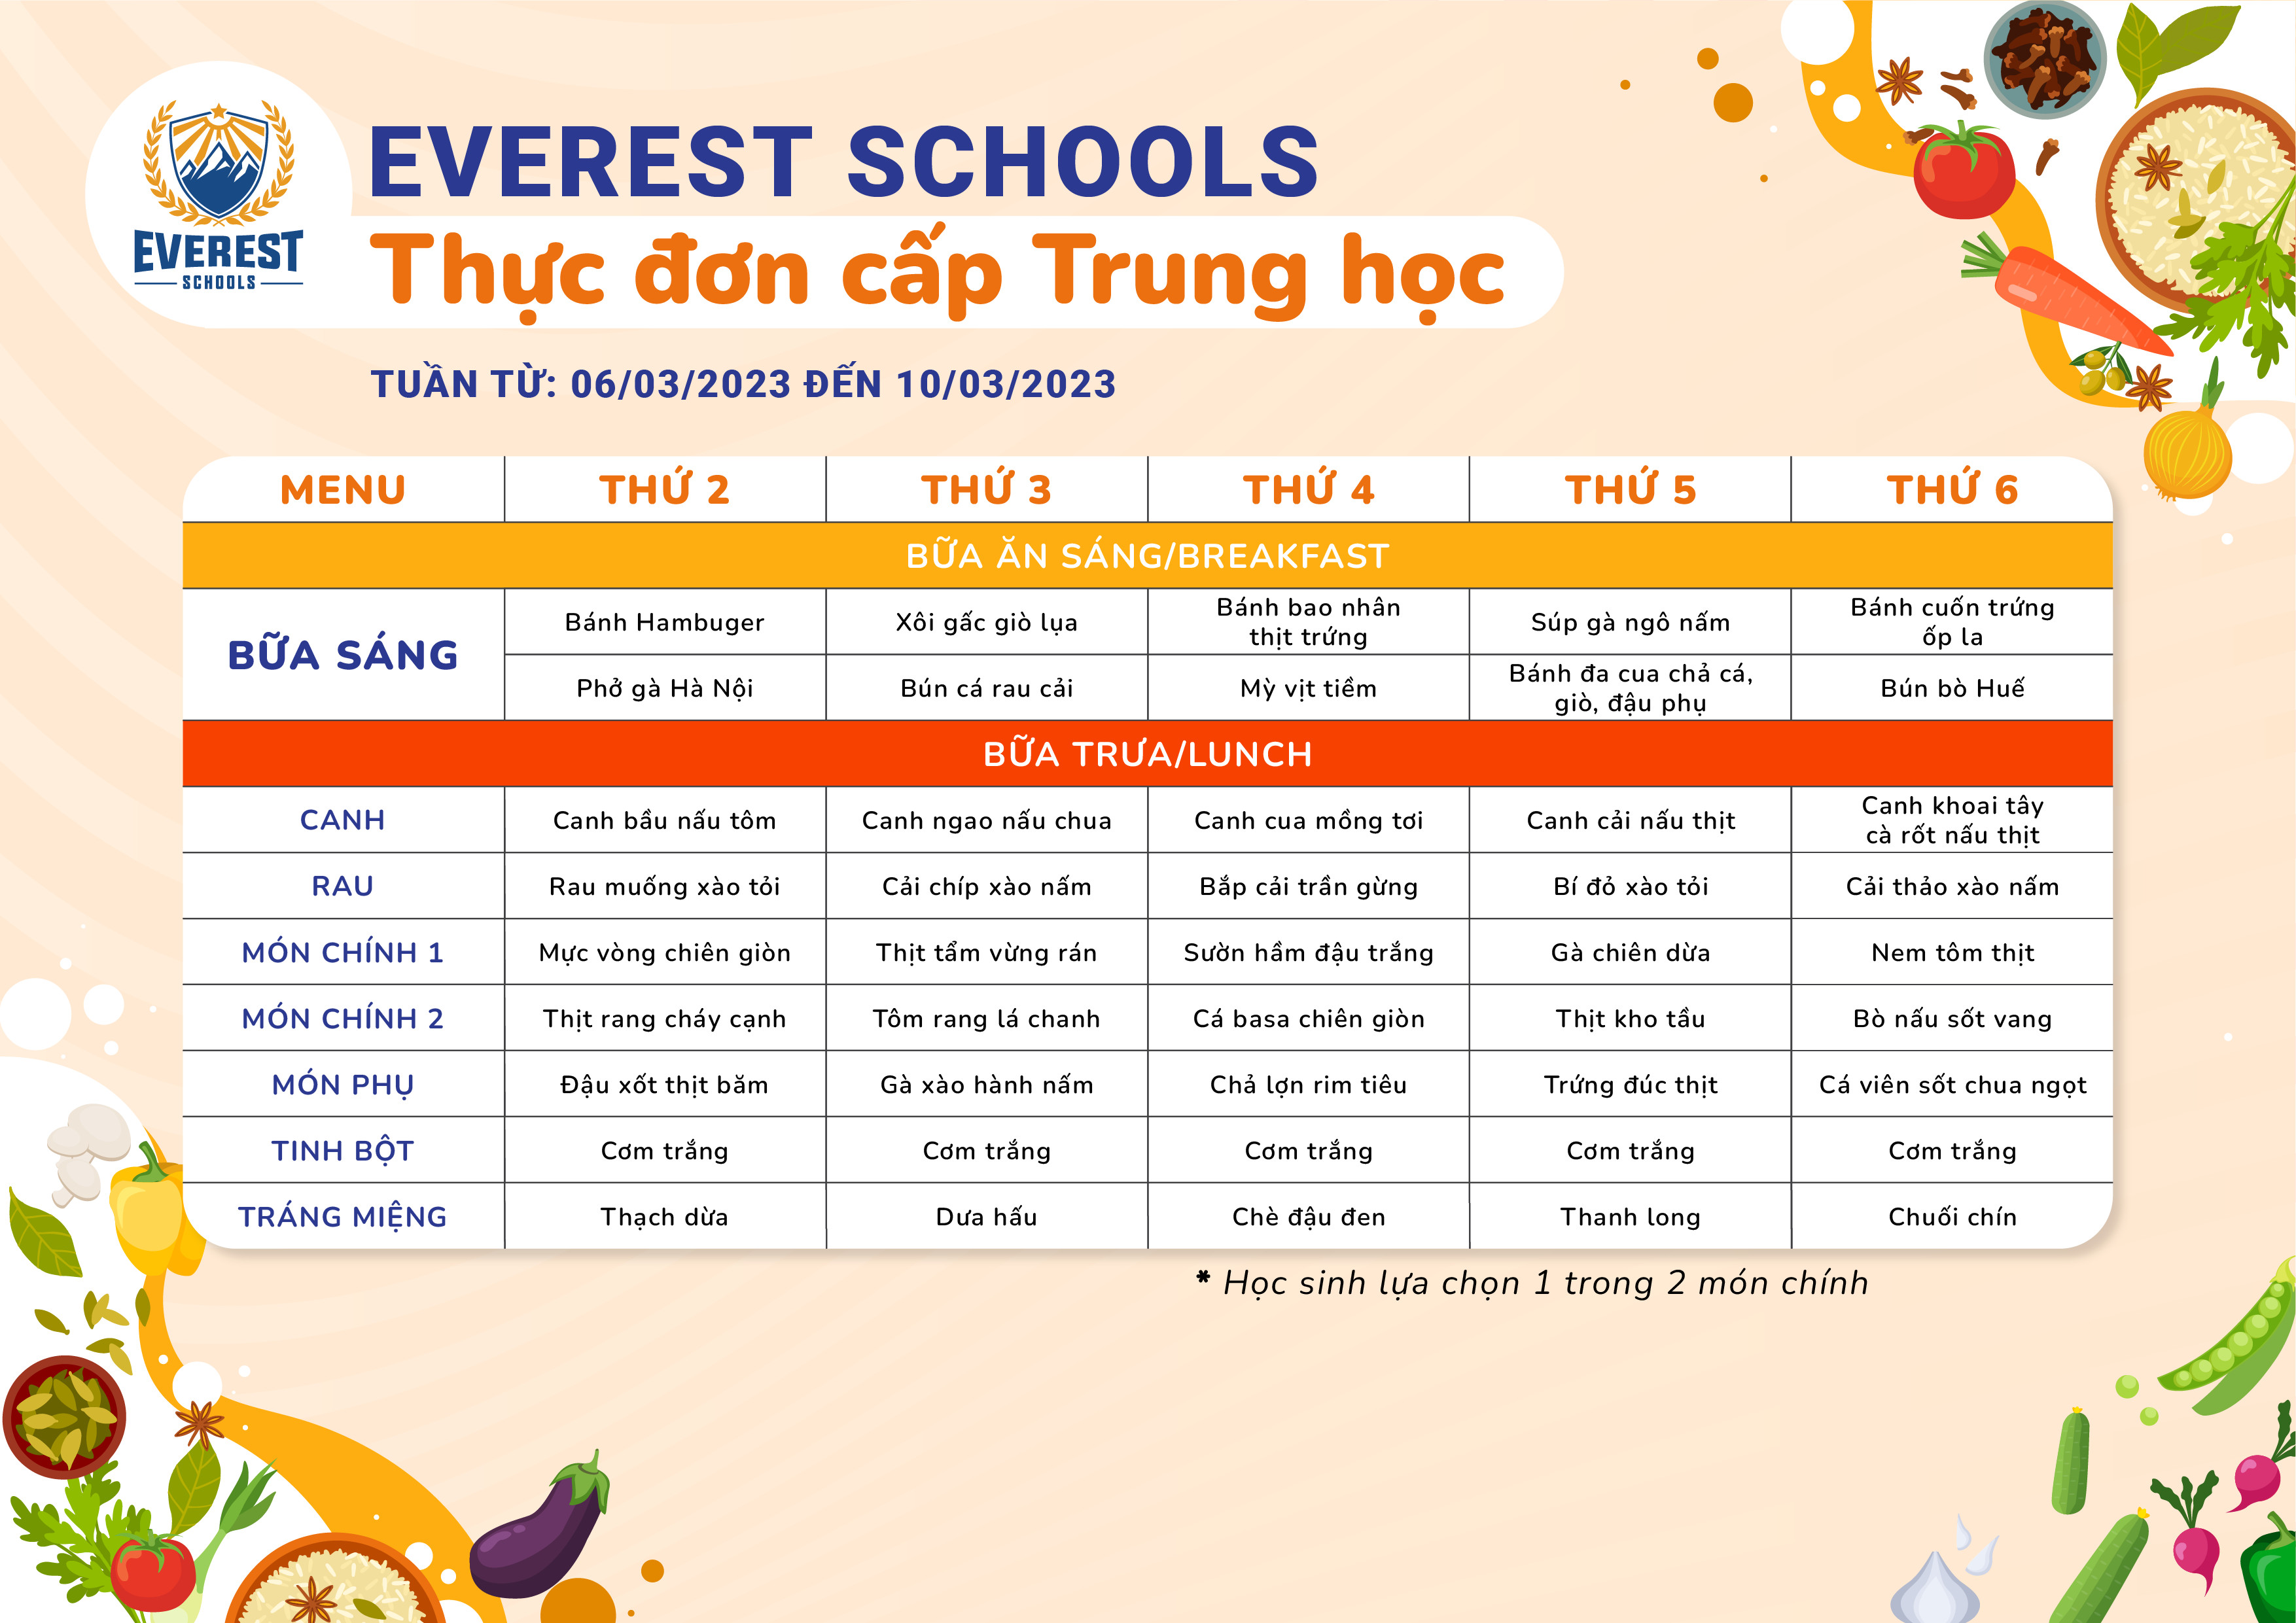 EVEREST
SCHOOLS
EVEREST SCHOOLS
Thực đơn cấp Trung học
TUẦN TỪ: 06/03/2023 ĐẾN 10/03/2023
MENU THỨ 2 THỨ 3 THỨ 4 THỨ 5 THỨ 6
BỮA ĂN SÁNG/BREAKFAST
BỮA SÁNG
Bánh Hambuger
Xôi gấc giò lụa
Bánh bao nhân
thịt trứng
Súp gà ngô nấm
Bánh cuốn trứng
ốp la
Phở gà Hà Nội
Bún cá rau cải
Mỳ vịt tiềm
Bánh đa cua chả cá,
giò, đậu phụ
Bún bò Huế
BỮA TRƯA/LUNCH
CANH
Canh bầu nấu tôm
Canh ngao nấu chua
Canh cua mồng tơi
Canh cải nấu thịt
Canh khoai tây
cà rốt nấu thịt
RAU Rau muống xào tỏi Cải chíp xào nấm Bắp cải trần gừng Bí đỏ xào tỏi Cải thảo xào nấm
MÓN CHÍNH 1 Mực vòng chiên giòn Thịt tẩm vừng rán Sườn hầm đậu trắng Gà chiên dừa Nem tôm thịt
MÓN CHÍNH 2 Thịt rang cháy cạnh Tôm rang lá chanh Cá basa chiên giòn Thịt kho tầu Bò nấu sốt vang
MÓN PHỤ Đậu xốt thịt băm Gà xào hành nấm Chả lợn rim tiêu Trứng đúc thịt Cá viên sốt chua ngọt
TINH BỘT Cơm trắng Cơm trắng Cơm trắng Cơm trắng Cơm trắng
TRÁNG MIỆNG Thạch dừa Dưa hấu Chè đậu đen Thanh long Chuối chín
* Học sinh lựa chọn 1 trong 2 món chính